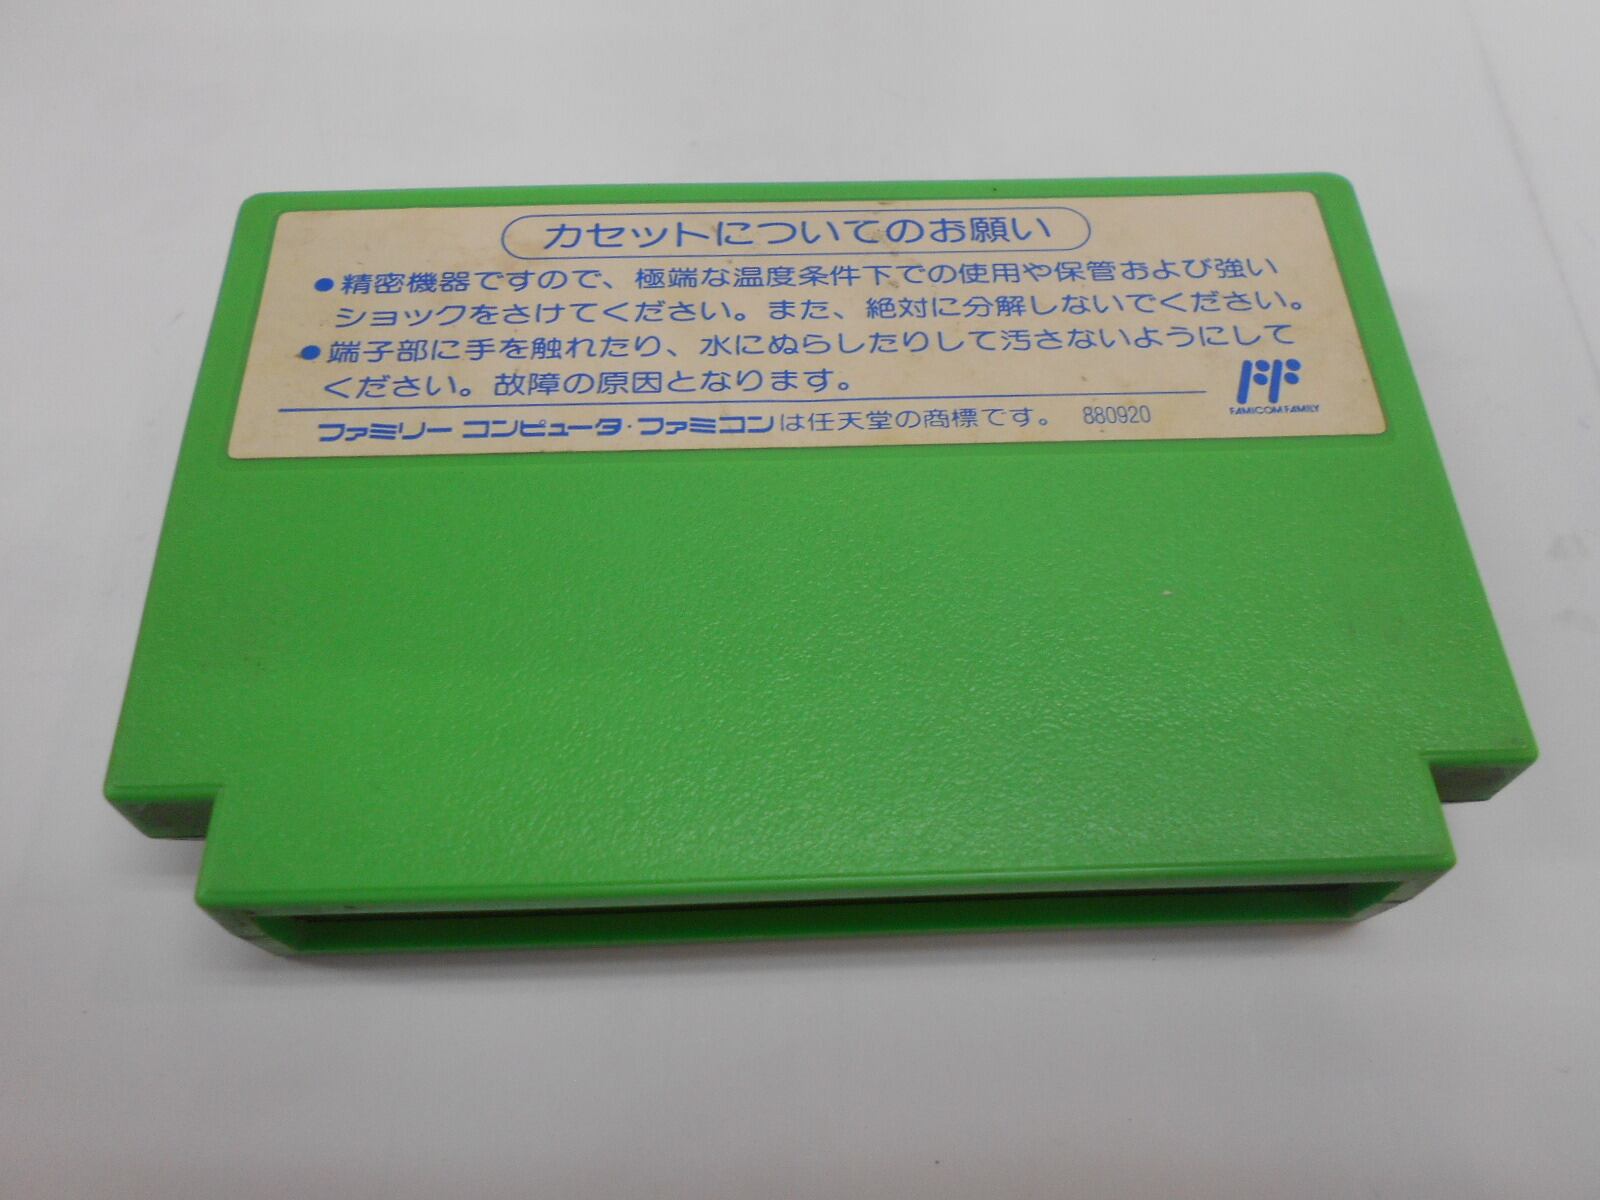 カセットについてのお願い
●精密機器ですので、極端な温度条件下での使用や保管および強い
ショックをさけてください。また、絶対に分解しないでください。
●端子部に手を触れたり、水にぬらしたりして汚さないようにして
ください。故障の原因となります。
FAMICOM FAMILY
ファミリー コンピュータ・ファミコンは任天堂の商標です。 880920